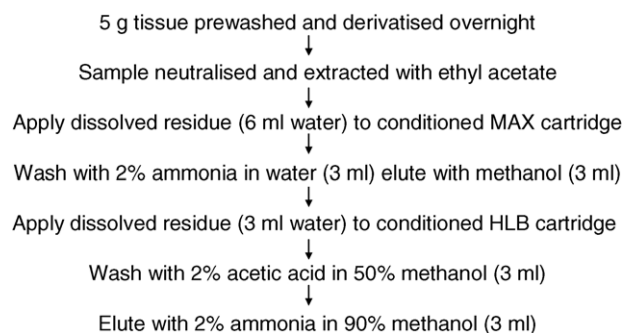 5 g tissue prewashed and derivatised overnight
Sample neutralised and extracted with ethyl acetate
Apply dissolved residue (6 ml water) to conditioned MAX cartridge
Wash with 2% ammonia in water (3 ml) elute with methanol (3 ml)
Apply dissolved residue (3 ml water) to conditioned HLB cartridge
Wash with 2% acetic acid in 50% methanol (3 ml)
Elute with 2% ammonia in 90% methanol (3 ml)